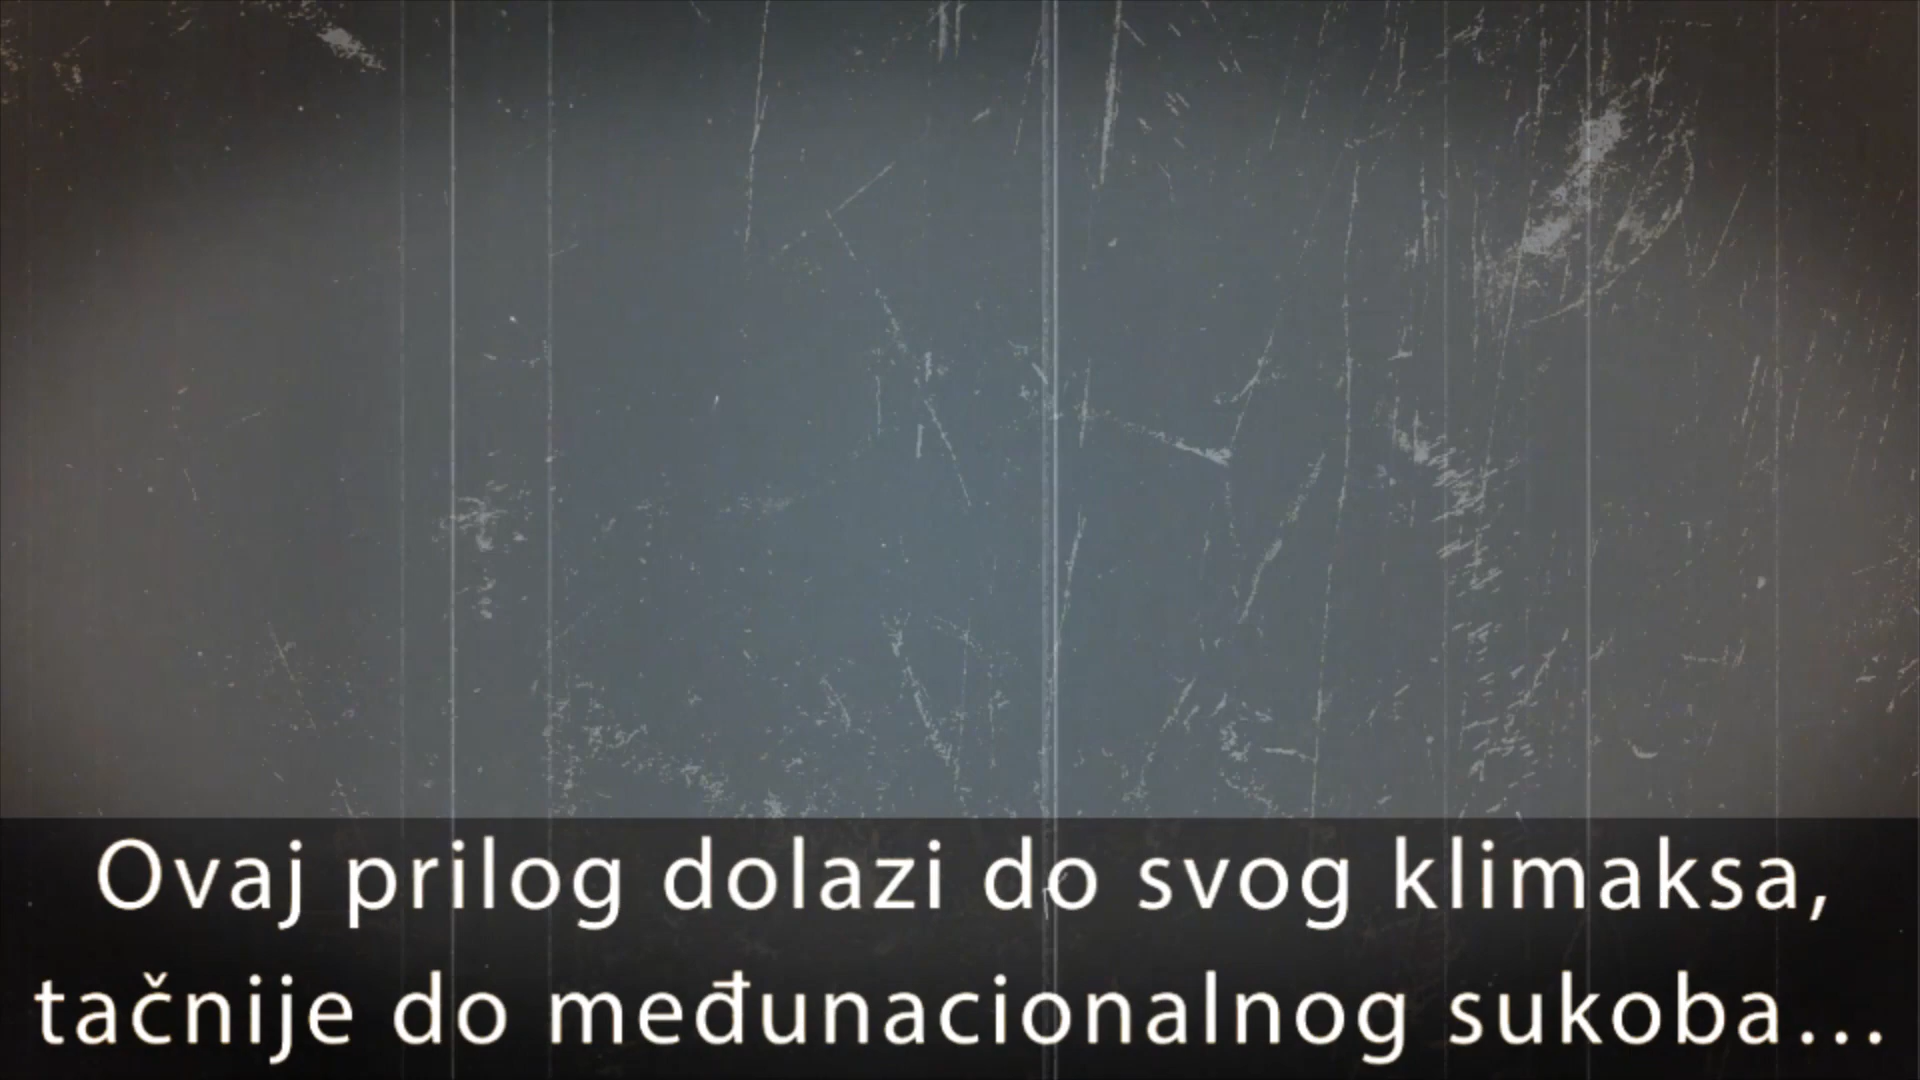 Ovaj prilog dolazi do svog klimaksa,
tačnije do međunacionalnog sukoba...